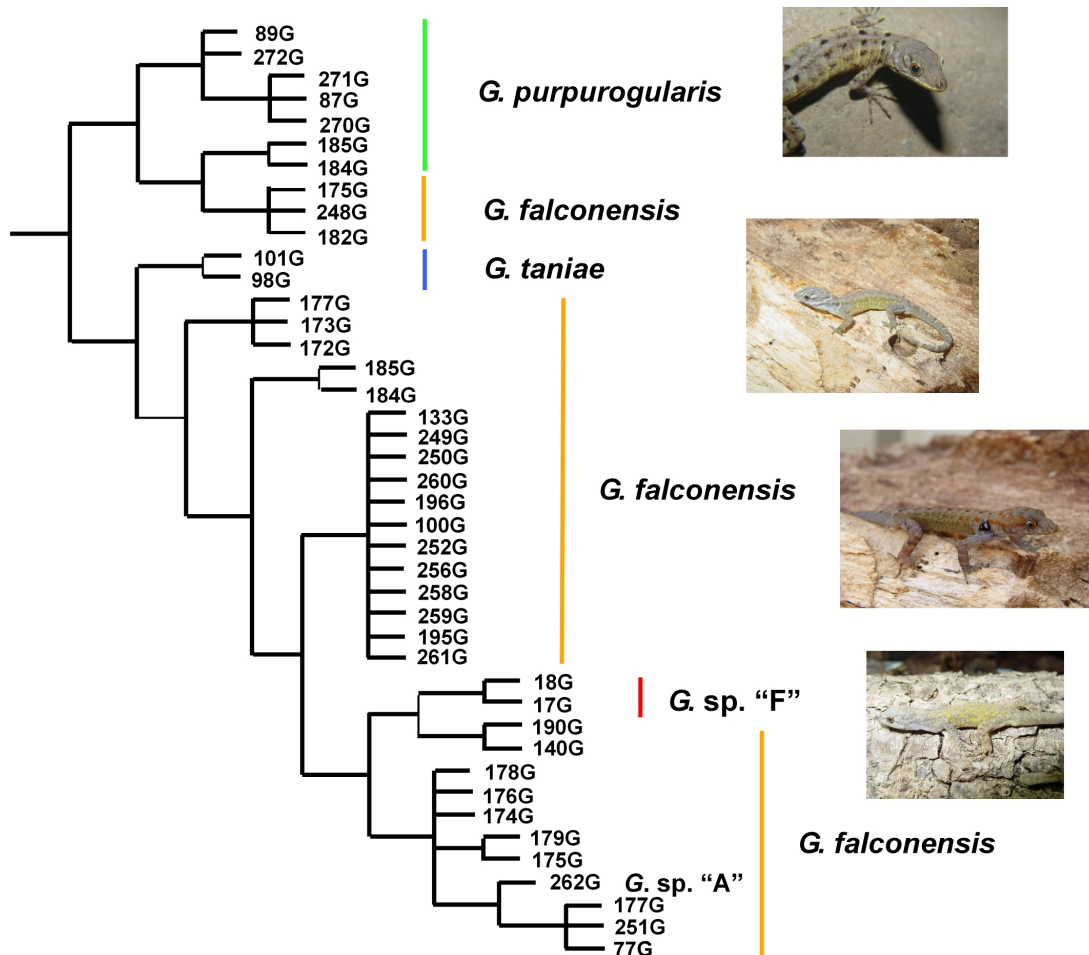 89G
272G
271G
87G
270G
185G
184G
G. purpurogularis
175G
248G
182G
G. falconensis
101G
98G
G. taniae
177G
173G
172G
185G
184G
133G
249G
250G
260G
196G
100G
252G
256G
258G
259G
195G
261G
G. falconensis
18G
17G
G. sp. “F”
190G
140G
178G
176G
174G
179G
175G
262G G. sp. “A”
177G
251G
77G
G. falconensis